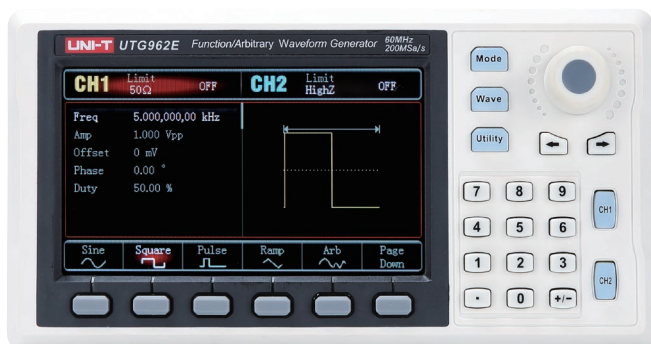 UNI-T UTG962E Function/Arbitrary Waveform Generator 60MHz 200MSa/s
CH1 Limit 50Ω OFF CH2 Limit HighZ OFF
Freq 5.000,000,00 kHz
Amp 1.000 Vpp
Offset 0 mV
Phase 0.00 °
Duty 50.00 %
Sine Square Pulse Ramp Arb Page Down
Mode
Wave
Utility
7 8 9
CH1
4 5 6
1 2 3
CH2
. 0 +/-